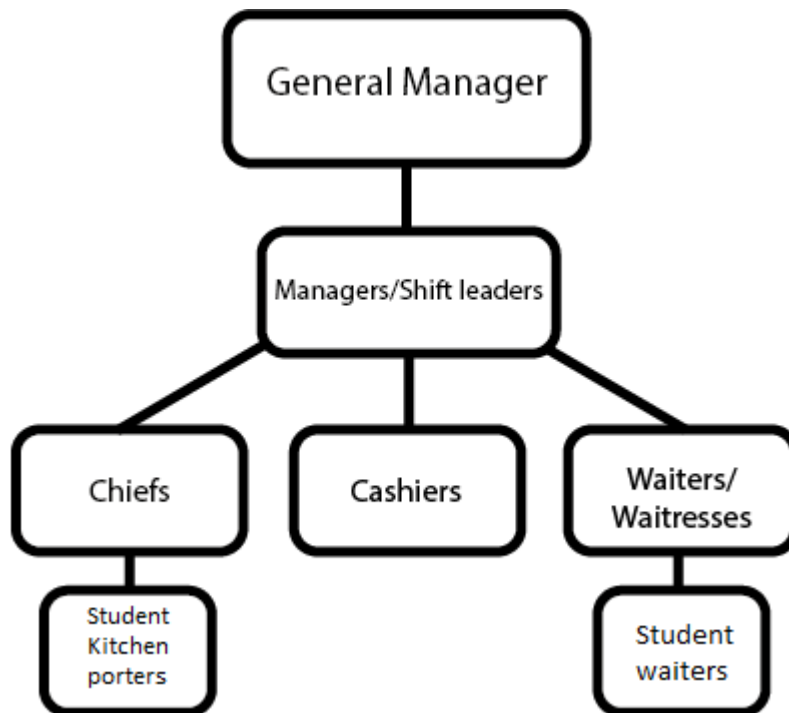 General Manager
Managers/Shift leaders
Chiefs
Cashiers
Waiters/
Waitresses
Student
Kitchen
porters
Student
waiters